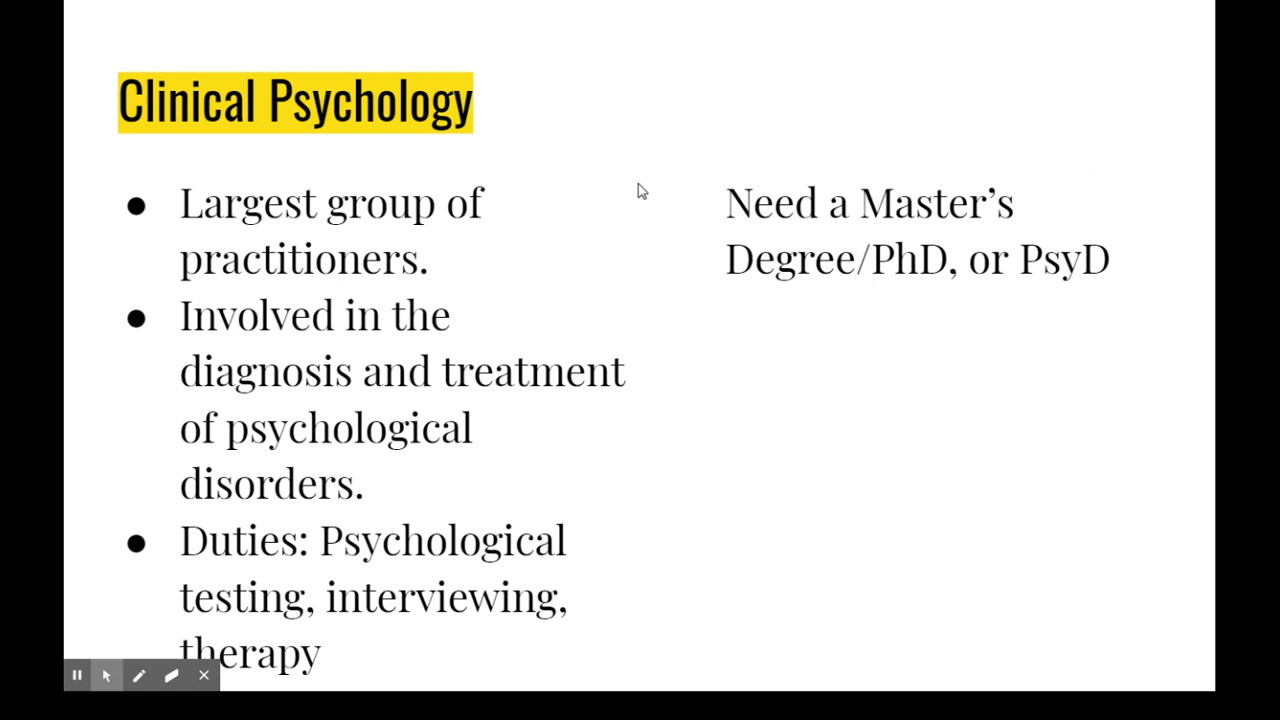 Clinical Psychology
● Largest group of
practitioners.
● Involved in the
diagnosis and treatment
of psychological
disorders.
● Duties: Psychological
testing, interviewing,
therapy
Need a Master’s
Degree/PhD, or PsyD